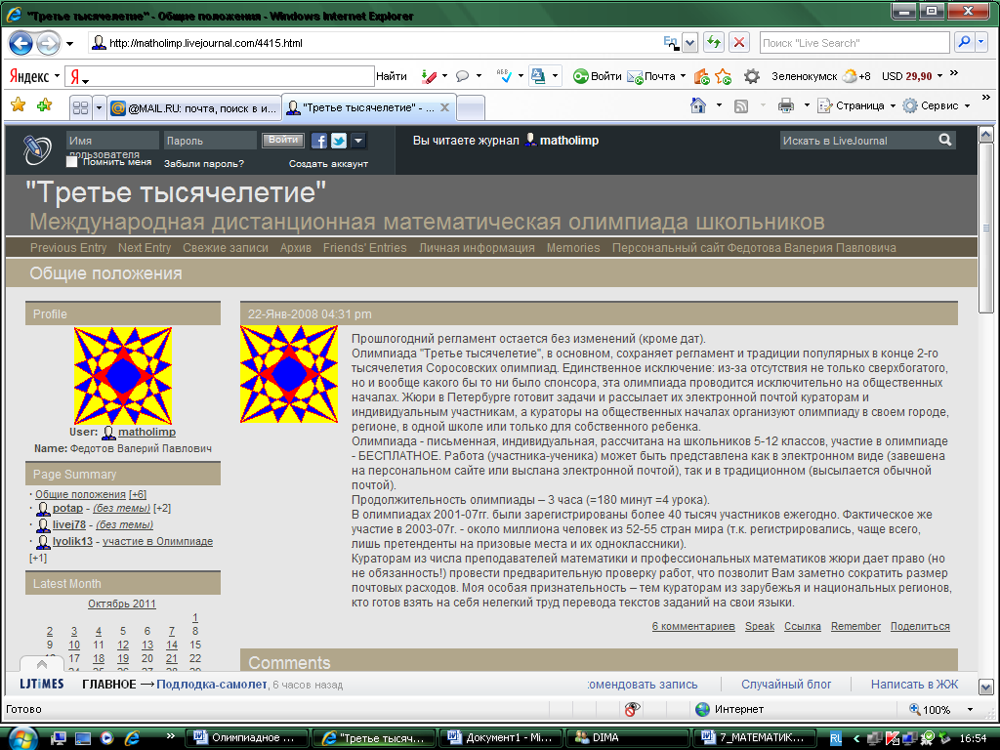 "Третье тысячелетие" - Общие положения - Windows Internet Explorer
http://matholimp.livejournal.com/4415.html
En
Поиск "Live Search"
Яндекс
Я
Найти
Войти
Почта
Зеленокумск
+8
USD 29,90
@MAIL.RU: почта, поиск в и...
"Третье тысячелетие" - ...
Страница
Сервис
Имя пользователя
Пароль
Войти
Вы читаете журнал matholimp
Искать в LiveJournal
Помнить меня
Забыли пароль?
Создать аккаунт
"Третье тысячелетие"
Международная дистанционная математическая олимпиада школьников
Previous Entry Next Entry Свежие записи Архив Friends' Entries Личная информация Memories Персональный сайт Федотова Валерия Павловича
Общие положения
Profile
User: matholimp
Name: Федотов Валерий Павлович
Page Summary
· Общие положения [+6]
· potap - (без темы) [+2]
· livej78 - (без темы)
· lyolik13 - участие в Олимпиаде
[+1]
Latest Month
Октябрь 2011
1
2 3 4 5 6 7 8
9 10 11 12 13 14 15
17 18 19 20 21 22
22-Янв-2008 04:31 pm
Прошлогодний регламент остается без изменений (кроме дат).
Олимпиада "Третье тысячелетие", в основном, сохраняет регламент и традиции популярных в конце 2-го
тысячелетия Соросовских олимпиад. Единственное исключение: из-за отсутствия не только сверхбогатого,
но и вообще какого бы то ни было спонсора, эта олимпиада проводится исключительно на общественных
началах. Жюри в Петербурге готовит задачи и рассылает их электронной почтой кураторам и
индивидуальным участникам, а кураторы на общественных началах организуют олимпиаду в своем городе,
регионе, в одной школе или только для собственного ребенка.
Олимпиада - письменная, индивидуальная, рассчитана на школьников 5-12 классов, участие в олимпиаде
- БЕСПЛАТНОЕ. Работа (участника-ученика) может быть представлена как в электронном виде (завешена
на персональном сайте или выслана электронной почтой), так и в традиционном (высылается обычной
почтой).
Продолжительность олимпиады – 3 часа (=180 минут =4 урока).
В олимпиадах 2001-07гг. были зарегистрированы более 40 тысяч участников ежегодно. Фактическое же
участие в 2003-07г. - около миллиона человек из 52-55 стран мира (т.к. регистрировались, чаще всего,
лишь претенденты на призовые места и их одноклассники).
Кураторам из числа преподавателей математики и профессиональных математиков жюри дает право (но
не обязанность!) провести предварительную проверку работ, что позволит Вам заметно сократить размер
почтовых расходов. Моя особая признательность – тем кураторам из зарубежья и национальных регионов,
кто готов взять на себя нелегкий труд перевода текстов заданий на свои языки.
6 комментариев Speak Ссылка Remember Поделиться
Comments
LJTIMES ГЛАВНОЕ → Подлодка-самолет, 6 часов назад
омендовать запись
Случайный блог
Написать в ЖЖ
Готово
Интернет
100%
Олимпиадное ...
"Третье тысяч...
Документ1 - Mi...
DIMA
7_МАТЕМАТИК...
RL
16:54